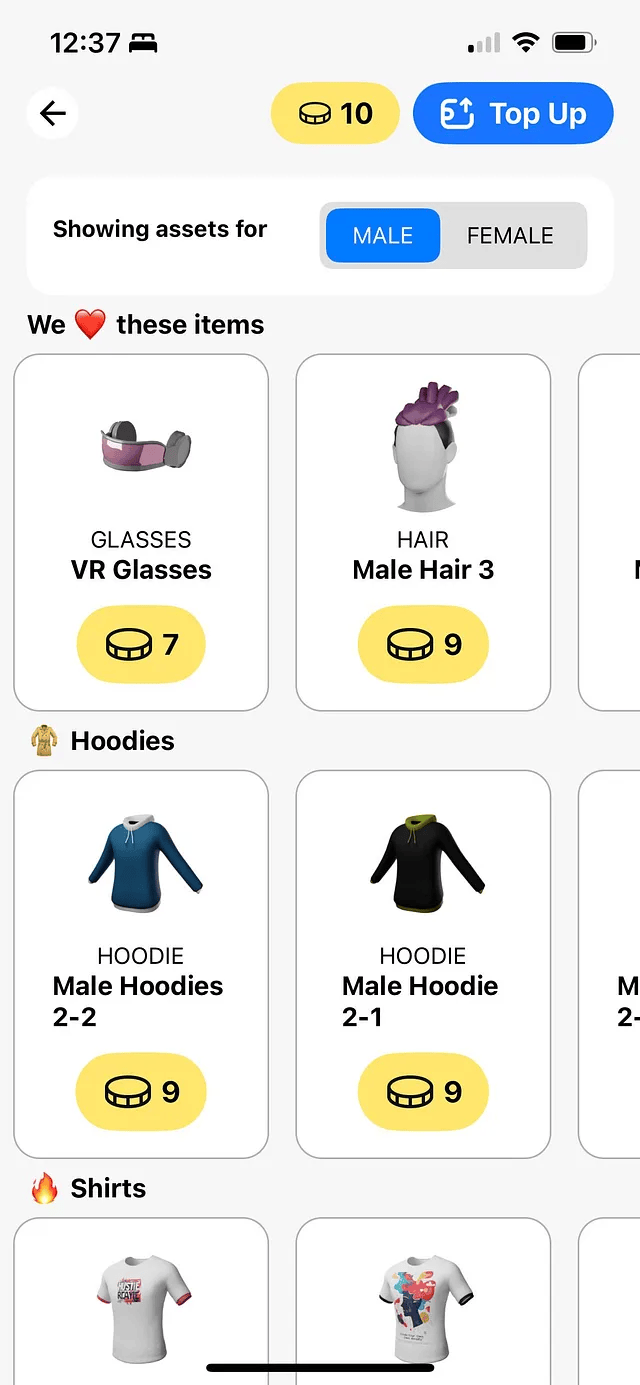 12:37
10
Top Up
Showing assets for
MALE
FEMALE
We ❤️ these items
GLASSES
VR Glasses
7
HAIR
Male Hair 3
9
Hoodies
HOODIE
Male Hoodies
2-2
9
HOODIE
Male Hoodie
2-1
9
Shirts